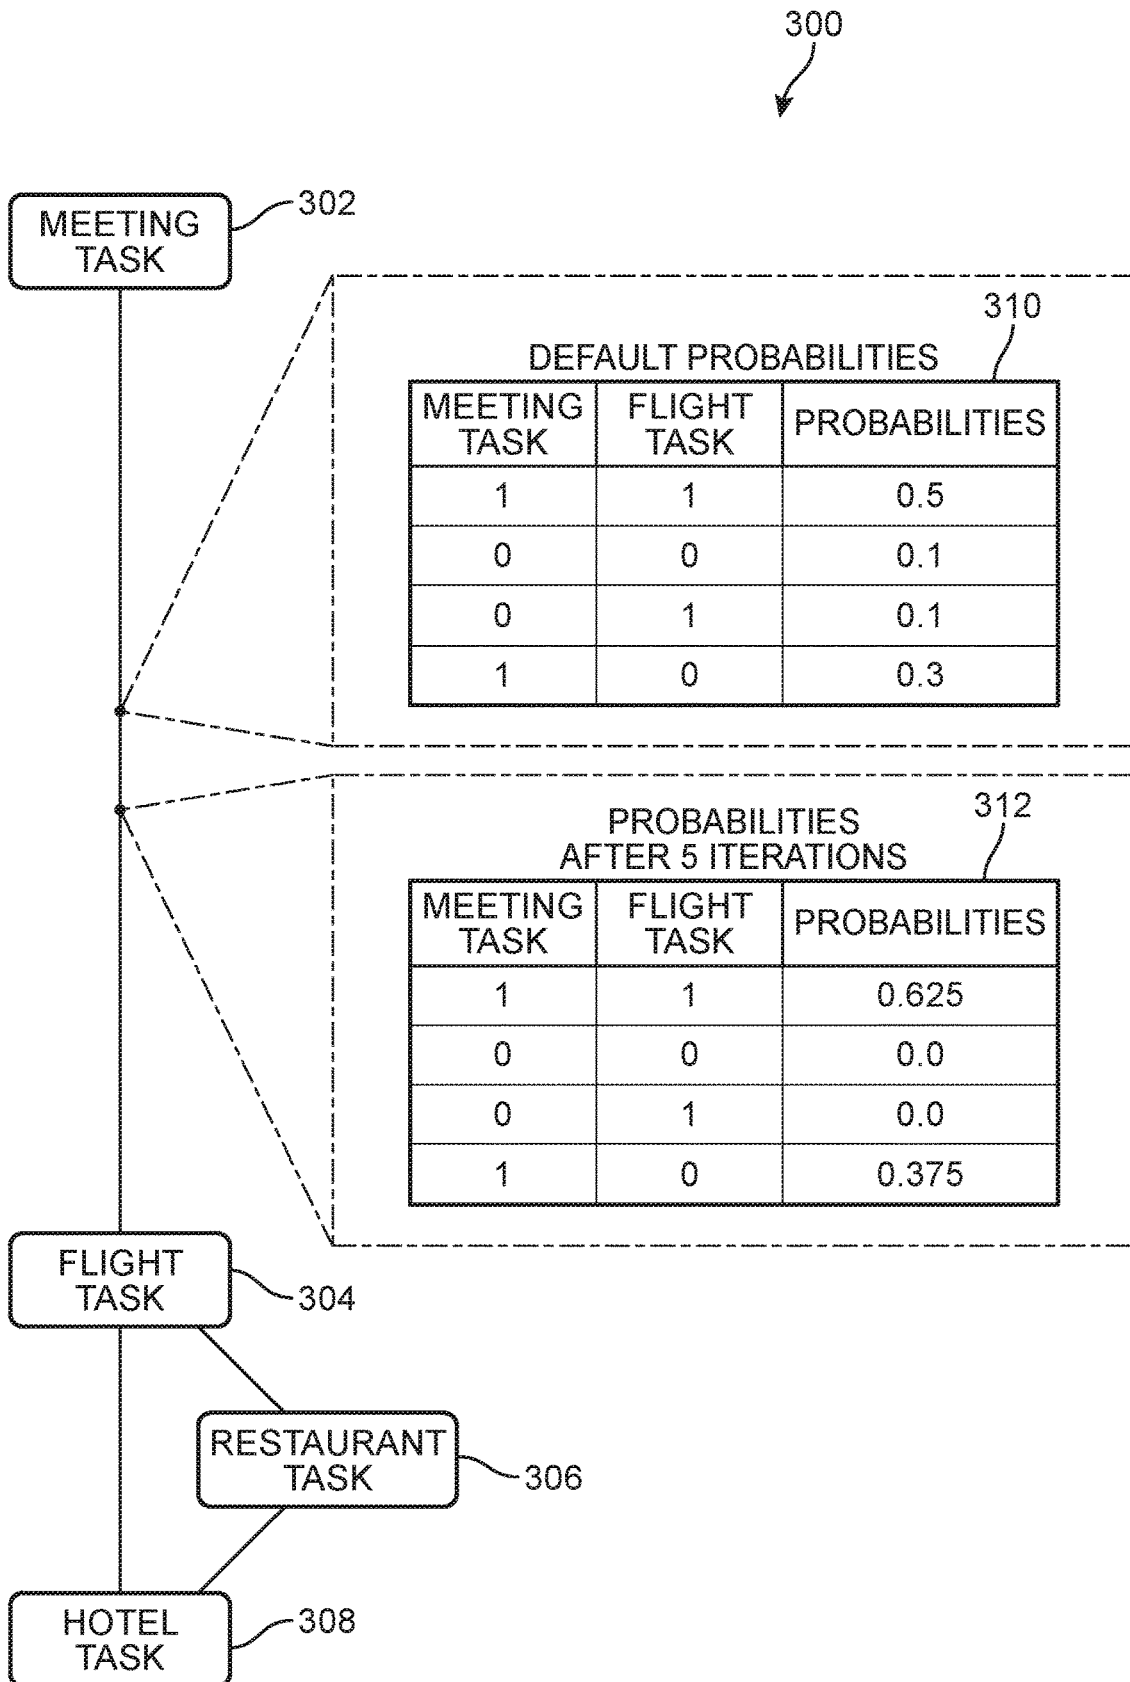 300
MEETING
TASK
302
310
DEFAULT PROBABILITIES
MEETING TASK FLIGHT TASK PROBABILITIES
1 1 0.5
0 0 0.1
0 1 0.1
1 0 0.3
PROBABILITIES
AFTER 5 ITERATIONS
312
MEETING TASK FLIGHT TASK PROBABILITIES
1 1 0.625
0 0 0.0
0 1 0.0
1 0 0.375
FLIGHT
TASK
304
RESTAURANT
TASK
306
HOTEL
TASK
308